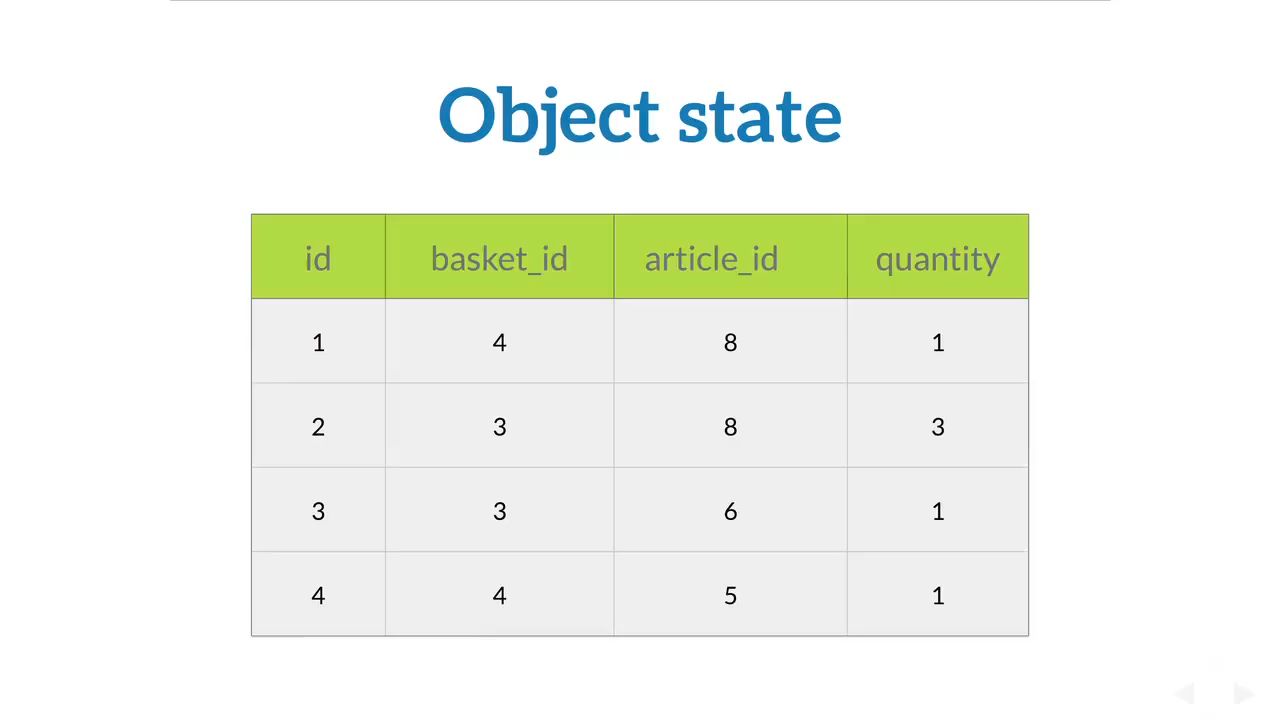 Object state
id basket_id article_id quantity
1 4 8 1
2 3 8 3
3 3 6 1
4 4 5 1